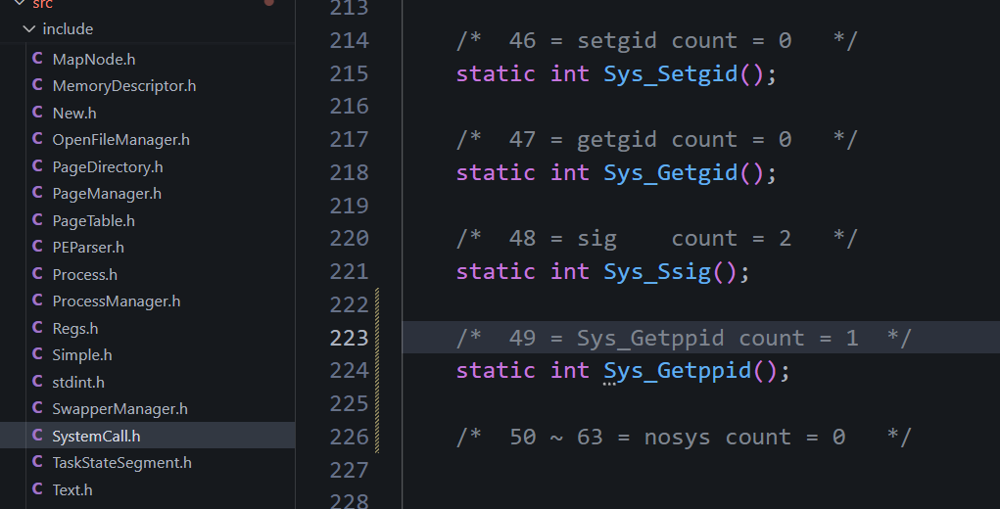 src
include
MapNode.h
MemoryDescriptor.h
New.h
OpenFileManager.h
PageDirectory.h
PageManager.h
PageTable.h
PEParser.h
Process.h
ProcessManager.h
Regs.h
Simple.h
stdint.h
SwapperManager.h
SystemCall.h
TaskStateSegment.h
Text.h
213
214 /*  46 = setgid count = 0   */
215 static int Sys_Setgid();
216
217 /*  47 = getgid count = 0   */
218 static int Sys_Getgid();
219
220 /*  48 = sig    count = 2   */
221 static int Sys_Ssig();
222
223 /*  49 = Sys_Getppid count = 1  */
224 static int Sys_Getppid();
225
226 /*  50 ~ 63 = nosys count = 0   */
227
228